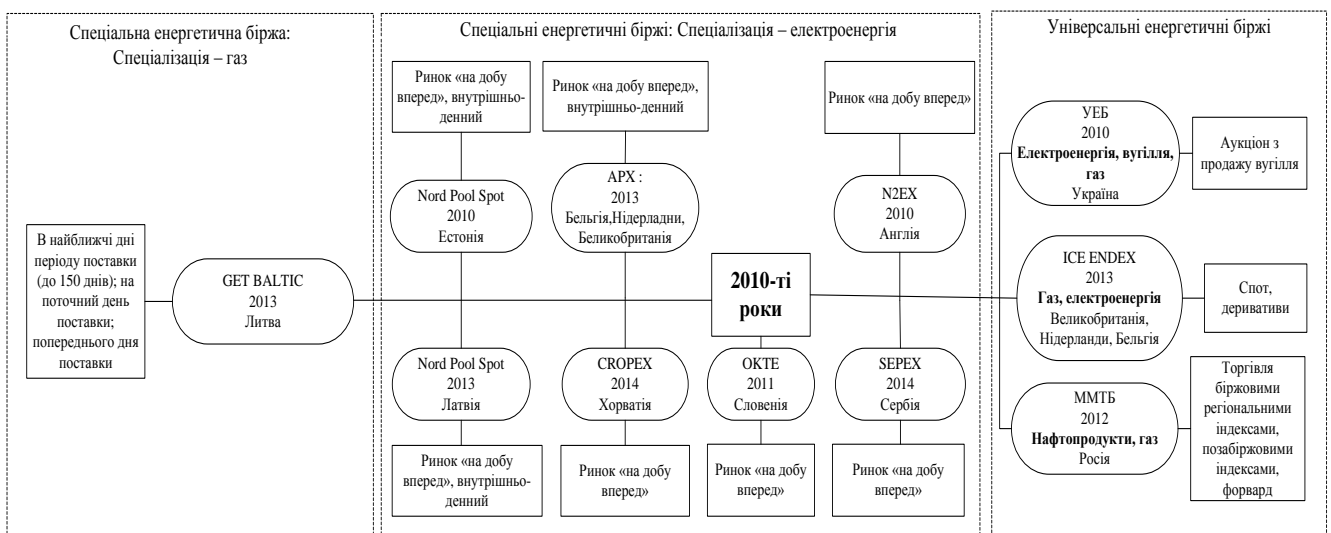 Спеціальна енергетична біржа:
Спеціалізація – газ
В найближчі дні
періоду поставки
(до 150 днів); на
поточний день
поставки;
попереднього дня
поставки
GET BALTIC
2013
Литва
Спеціальні енергетичні біржі: Спеціалізація – електроенергія
Ринок «на добу
вперед», внутрішньо-
денний
Ринок «на добу вперед»,
внутрішньо-денний
Ринок «на добу вперед»
Nord Pool Spot
2010
Естонія
APX :
2013
Бельгія,Нідерладни,
Беликобританія
N2EX
2010
Англія
2010-ті
роки
Nord Pool Spot
2013
Латвія
CROPEX
2014
Хорватія
OKTE
2011
Словенія
SEPEX
2014
Сербія
Ринок «на добу
вперед», внутрішньо-
денний
Ринок «на добу
вперед»
Ринок «на добу
вперед»
Ринок «на добу
вперед»
Універсальні енергетичні біржі
УЕБ
2010
Електроенергія, вугілля,
газ
Україна
Аукціон з
продажу вугілля
ICE ENDEX
2013
Газ, електроенергія
Великобританія,
Нідерланди, Бельгія
Спот,
деривативи
ММТБ
2012
Нафтопродукти, газ
Росія
Торгівля
біржовими
регіональними
індексами,
позабіржовими
індексами,
форвард